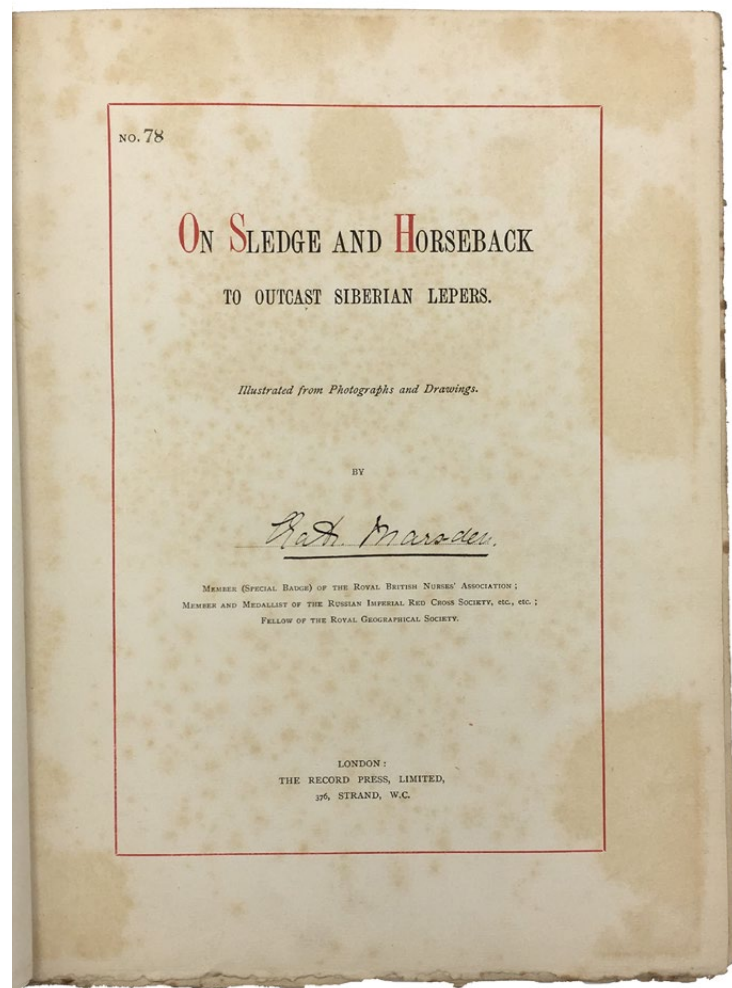 NO. 78
ON SLEDGE AND HORSEBACK
TO OUTCAST SIBERIAN LEPERS.
Illustrated from Photographs and Drawings.
BY
Kate Marsden.
MEMBER (SPECIAL BADGE) OF THE ROYAL BRITISH NURSES' ASSOCIATION;
MEMBER AND MEDALLIST OF THE RUSSIAN IMPERIAL RED CROSS SOCIETY, etc., etc.;
FELLOW OF THE ROYAL GEOGRAPHICAL SOCIETY.
LONDON:
THE RECORD PRESS, LIMITED,
376, STRAND, W.C.